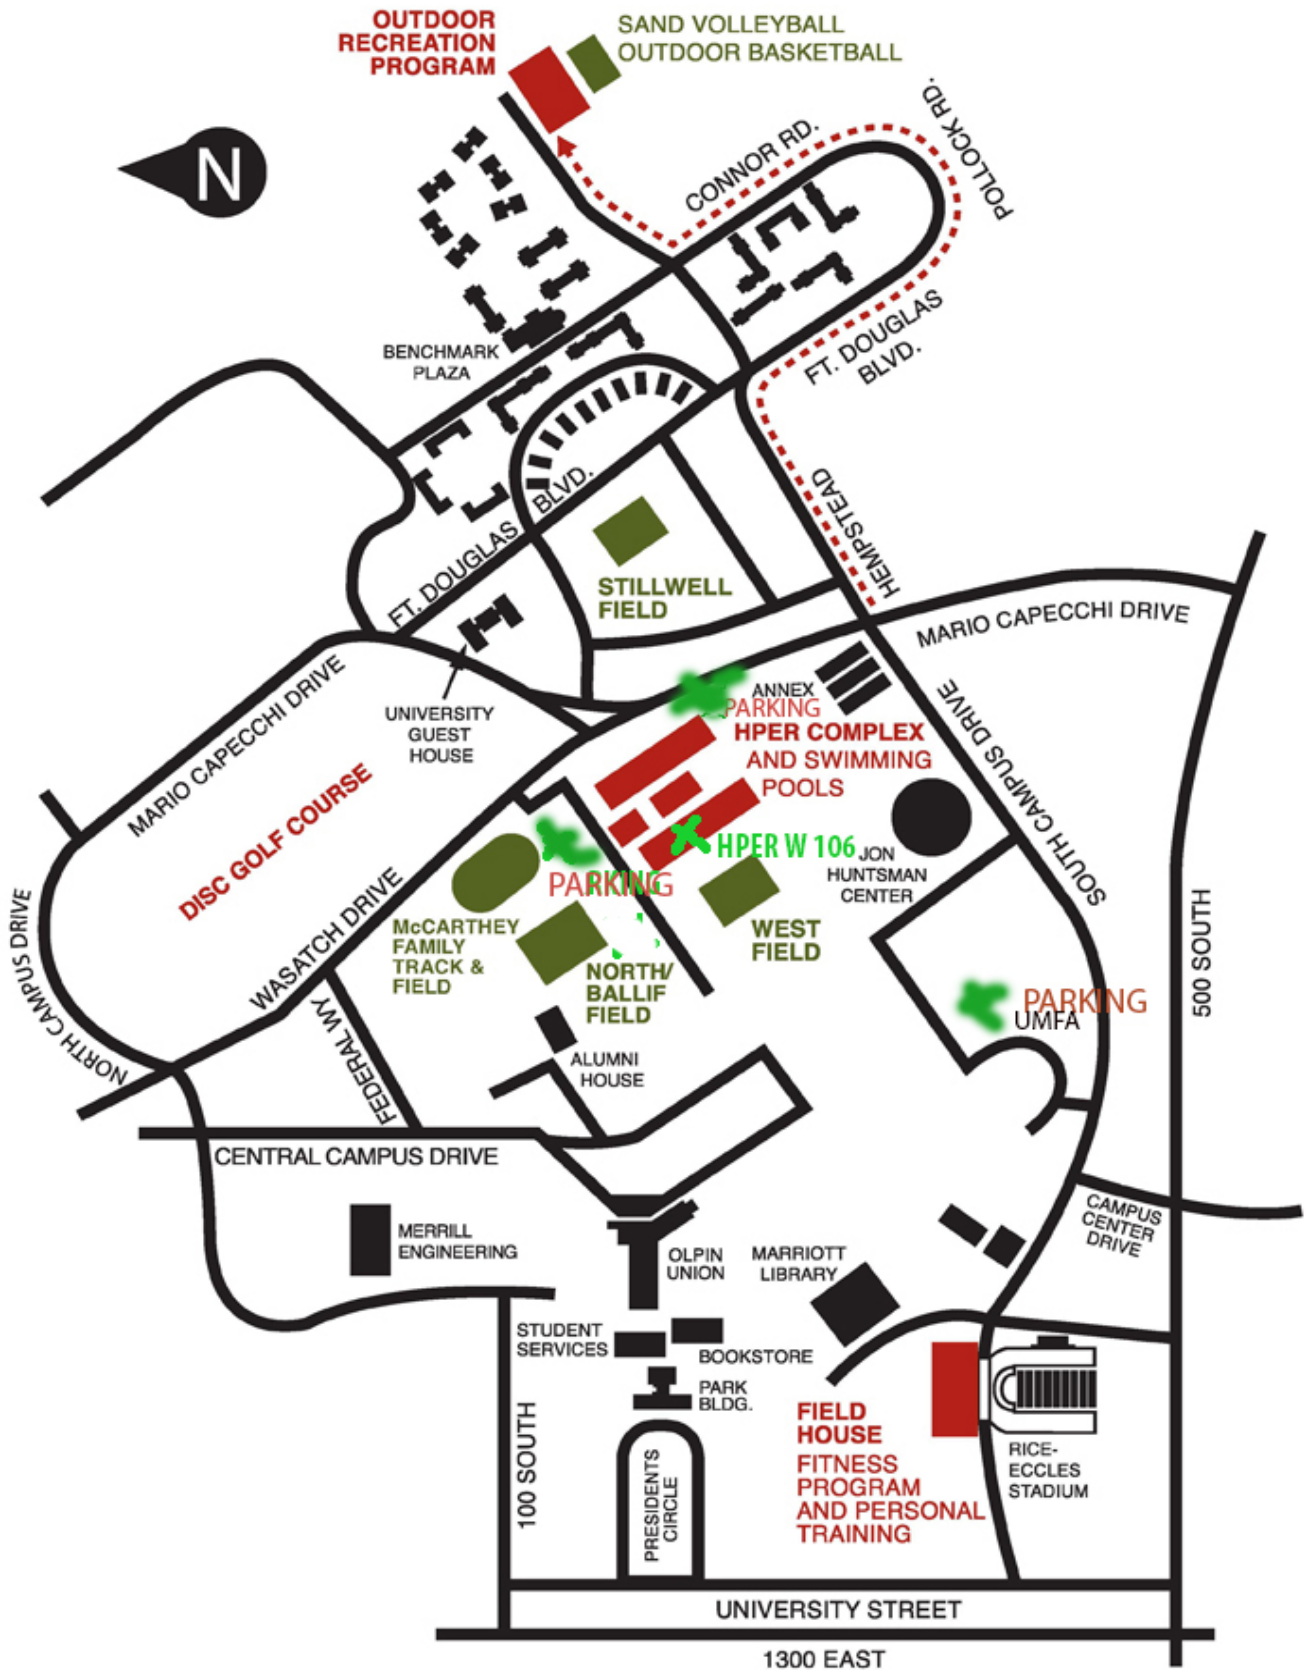 OUTDOOR
RECREATION
PROGRAM
SAND VOLLEYBALL
OUTDOOR BASKETBALL
N
CONNOR RD.
POLLOCK RD.
FT. DOUGLAS
BLVD.
BENCHMARK
PLAZA
HEMPSTEAD
FT. DOUGLAS BLVD.
STILLWELL
FIELD
MARIO CAPECCHI DRIVE
UNIVERSITY
GUEST
HOUSE
MARIO CAPECCHI DRIVE
ANNEX
PARKING
HPER COMPLEX
AND SWIMMING
POOLS
SOUTH CAMPUS DRIVE
DISC GOLF COURSE
HPER W 106
JON
HUNTSMAN
CENTER
PARKING
PARKING
McCARTHEY
FAMILY
TRACK &
FIELD
WEST
FIELD
NORTH/
BALLIF
FIELD
WASATCH DRIVE
NORTH CAMPUS DRIVE
FEDERAL WY
500 SOUTH
PARKING
UMFA
ALUMNI
HOUSE
CENTRAL CAMPUS DRIVE
CAMPUS
CENTER
DRIVE
MERRILL
ENGINEERING
OLPIN
UNION
MARRIOTT
LIBRARY
STUDENT
SERVICES
BOOKSTORE
PARK
BLDG.
100 SOUTH
PRESIDENTS
CIRCLE
FIELD
HOUSE
FITNESS
PROGRAM
AND PERSONAL
TRAINING
RICE-
ECCLES
STADIUM
UNIVERSITY STREET
1300 EAST